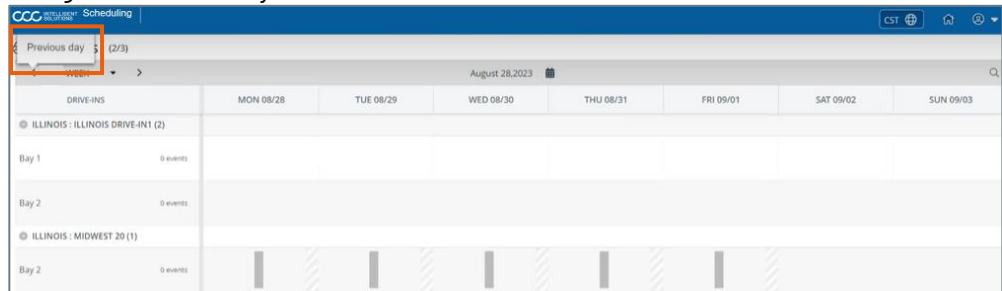 CCC INTELLIGENT SOLUTIONS Scheduling
CST
Previous day
(2/3)
WEEK
August 28,2023
DRIVE-INS MON 08/28 TUE 08/29 WED 08/30 THU 08/31 FRI 09/01 SAT 09/02 SUN 09/03
ILLINOIS : ILLINOIS DRIVE-IN1 (2)
Bay 1 0 events
Bay 2 0 events
ILLINOIS : MIDWEST 20 (1)
Bay 2 0 events